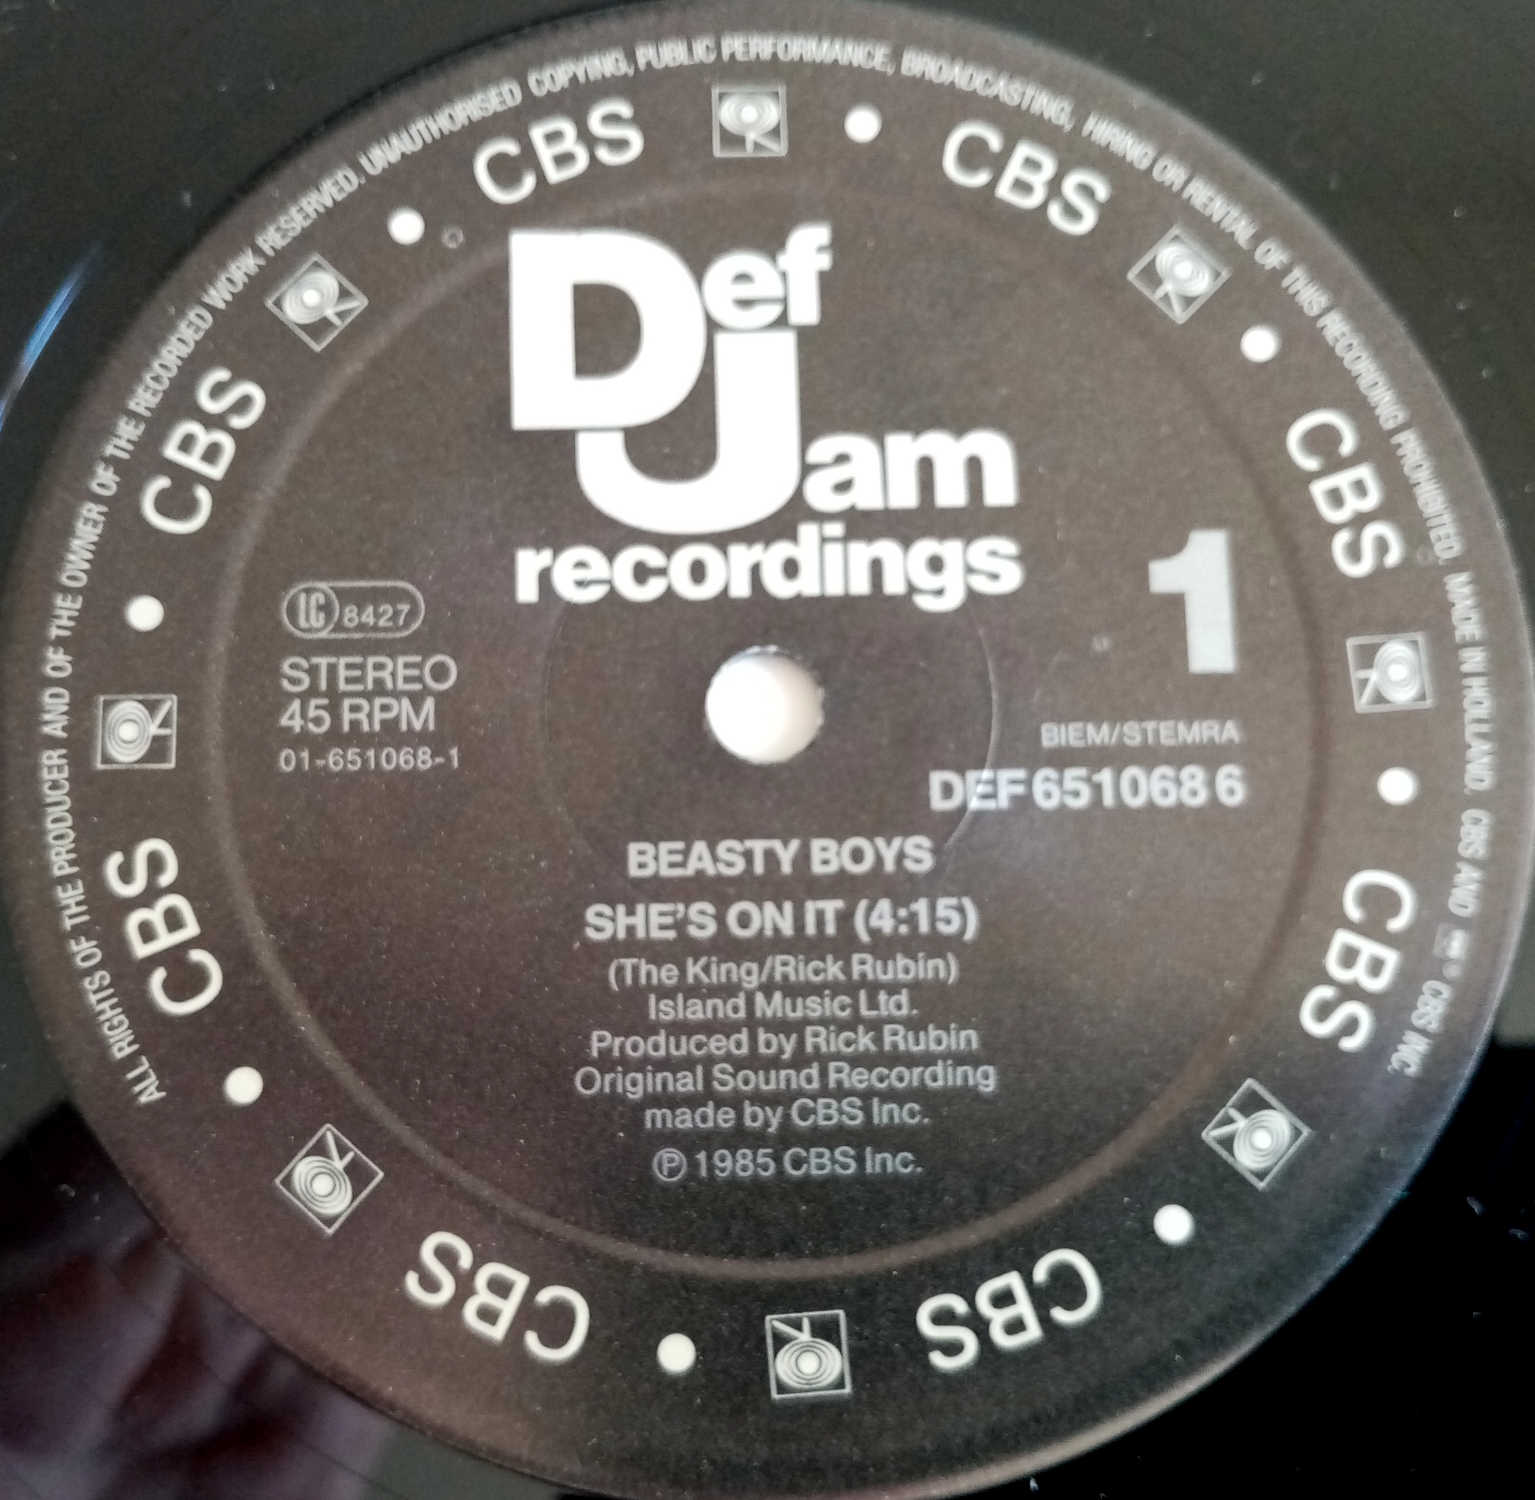 ALL RIGHTS OF THE PRODUCER AND OF THE OWNER OF THE RECORDED WORK RESERVED. UNAUTHORISED COPYING, PUBLIC PERFORMANCE, BROADCASTING, HIRING OR RENTAL OF THIS RECORDING PROHIBITED. MADE IN HOLLAND. CBS AND CBS INC.
CBS • CBS • CBS • CBS • CBS • CBS • CBS • CBS •
Def
Jam
recordings
1
LC 8427
STEREO
45 RPM
01-651068-1
BIEM/STEMRA
DEF 651068 6
BEASTY BOYS
SHE'S ON IT (4:15)
(The King/Rick Rubin)
Island Music Ltd.
Produced by Rick Rubin
Original Sound Recording
made by CBS Inc.
℗ 1985 CBS Inc.